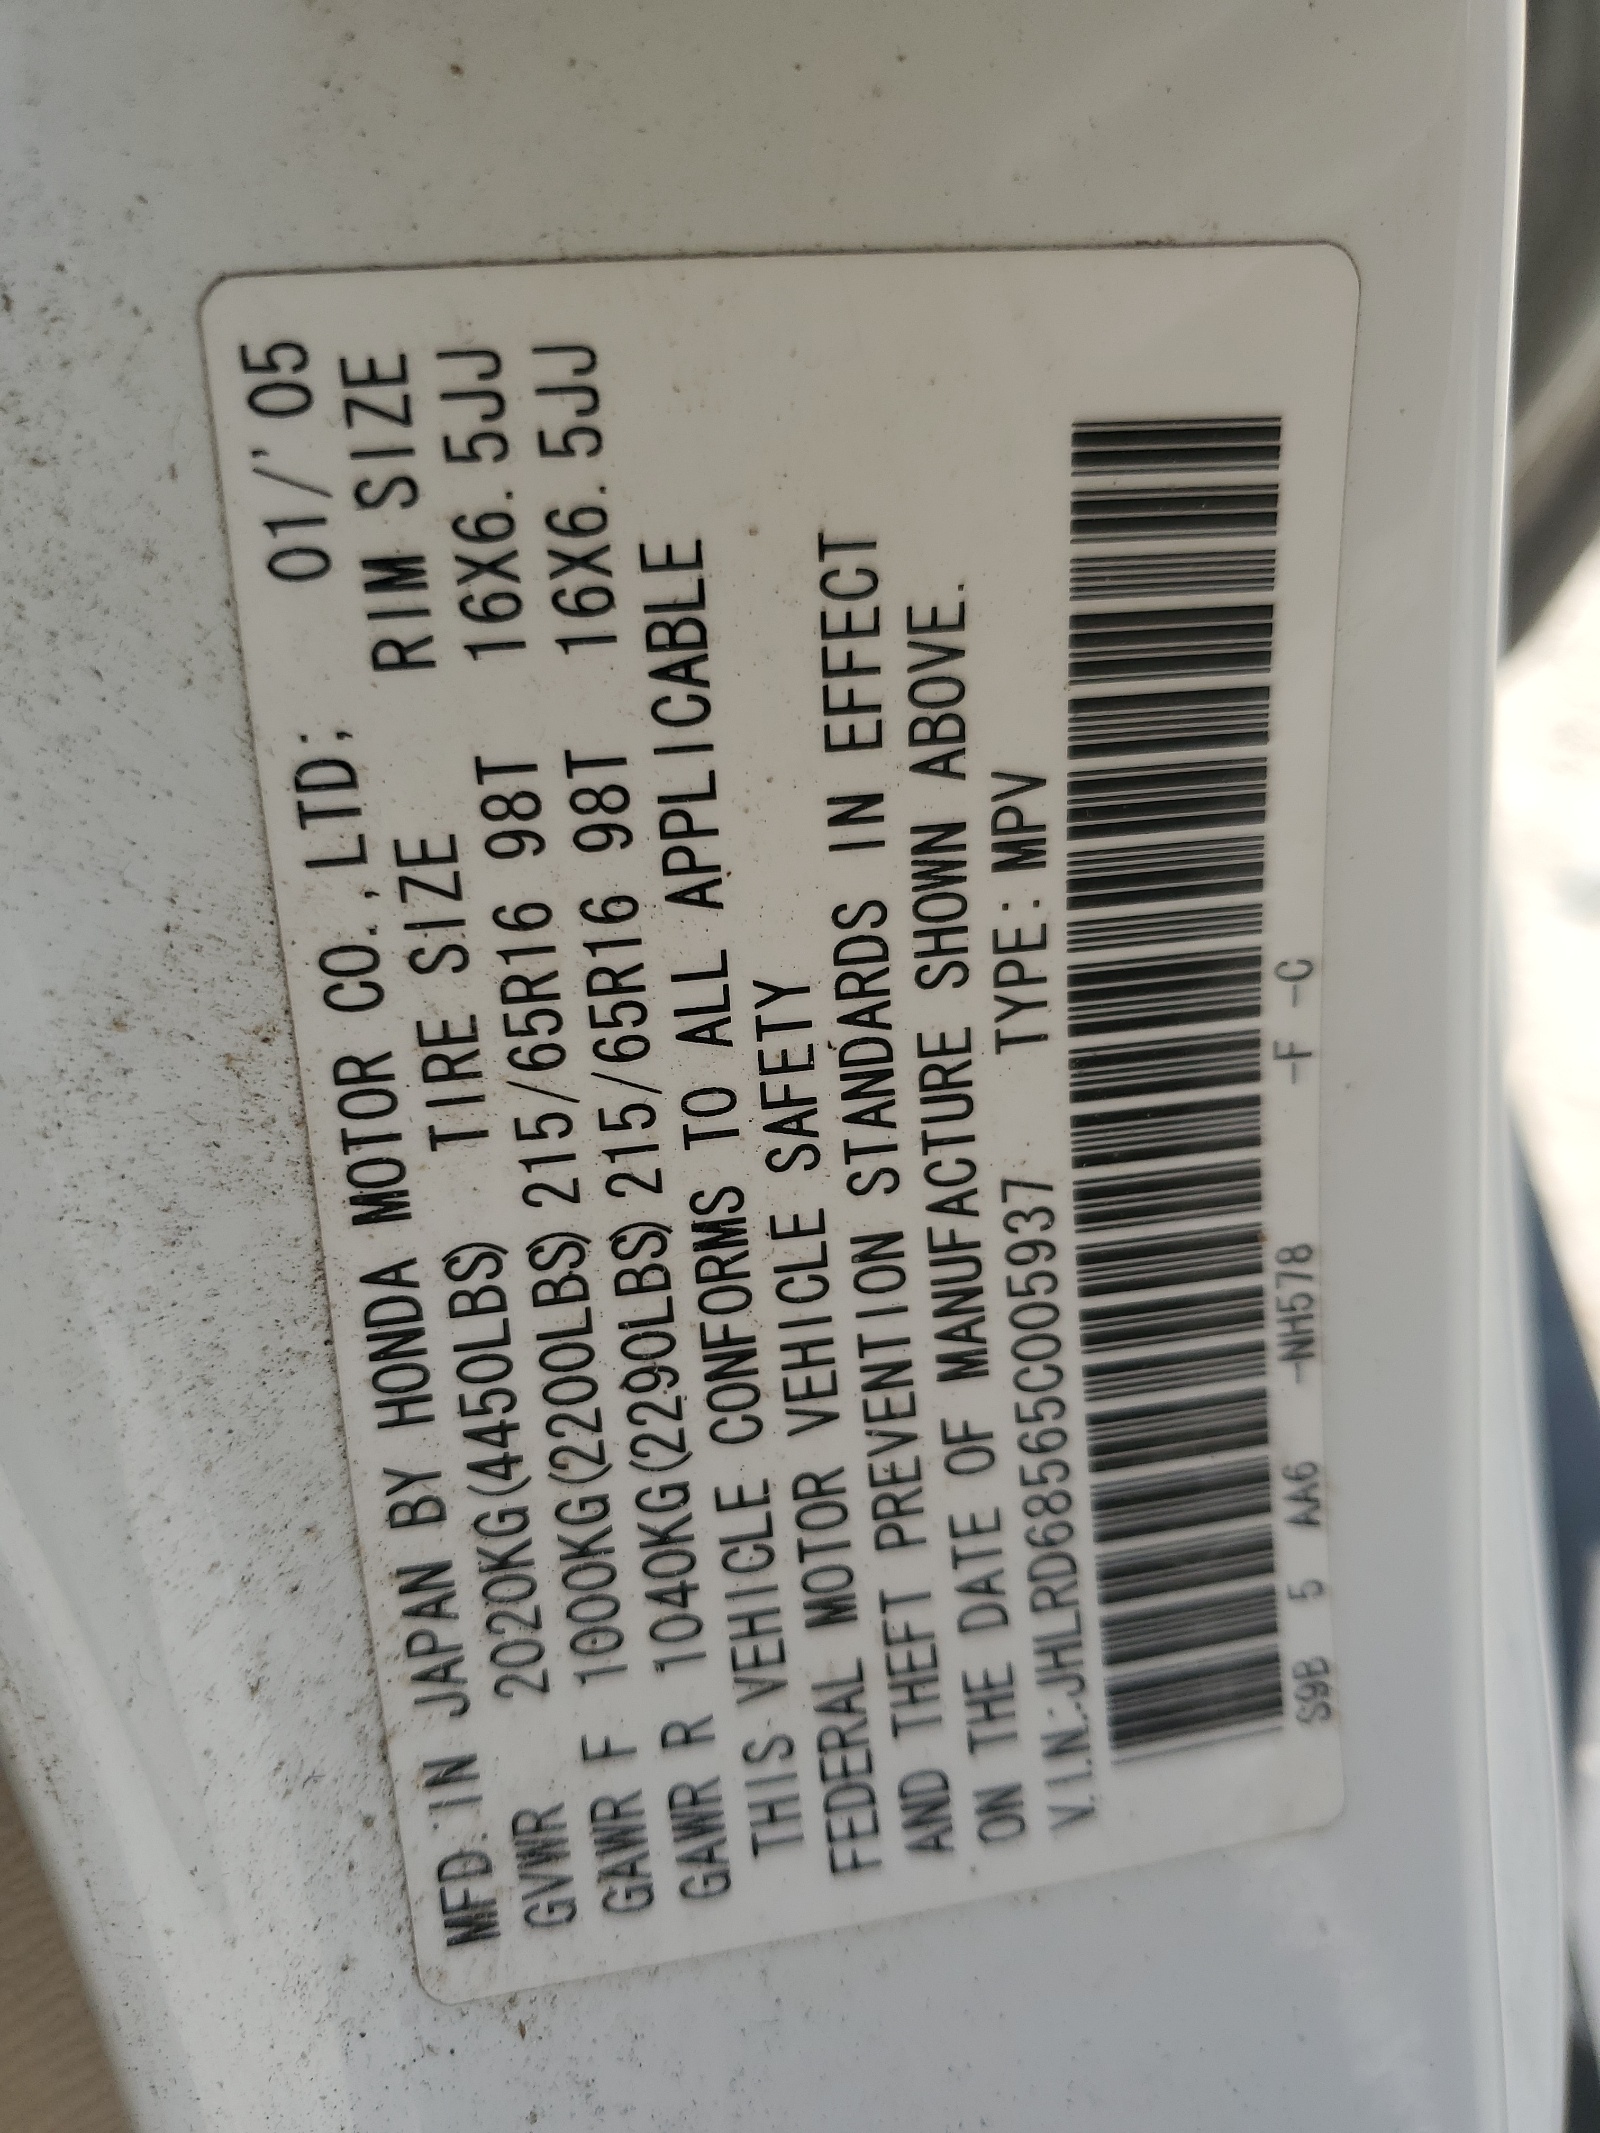 MFD. IN JAPAN BY HONDA MOTOR CO., LTD; 01/'05
TIRE SIZE RIM SIZE
GVWR 2020KG(4450LBS)
GAWR F 1000KG(2200LBS) 215/65R16 98T 16X6.5JJ
GAWR R 1040KG(2290LBS) 215/65R16 98T 16X6.5JJ
THIS VEHICLE CONFORMS TO ALL APPLICABLE
FEDERAL MOTOR VEHICLE SAFETY
AND THEFT PREVENTION STANDARDS IN EFFECT
ON THE DATE OF MANUFACTURE SHOWN ABOVE.
V.I.N.:JHLRD68565C005937 TYPE: MPV
S9B 5 AA6 -NH578 -F -C